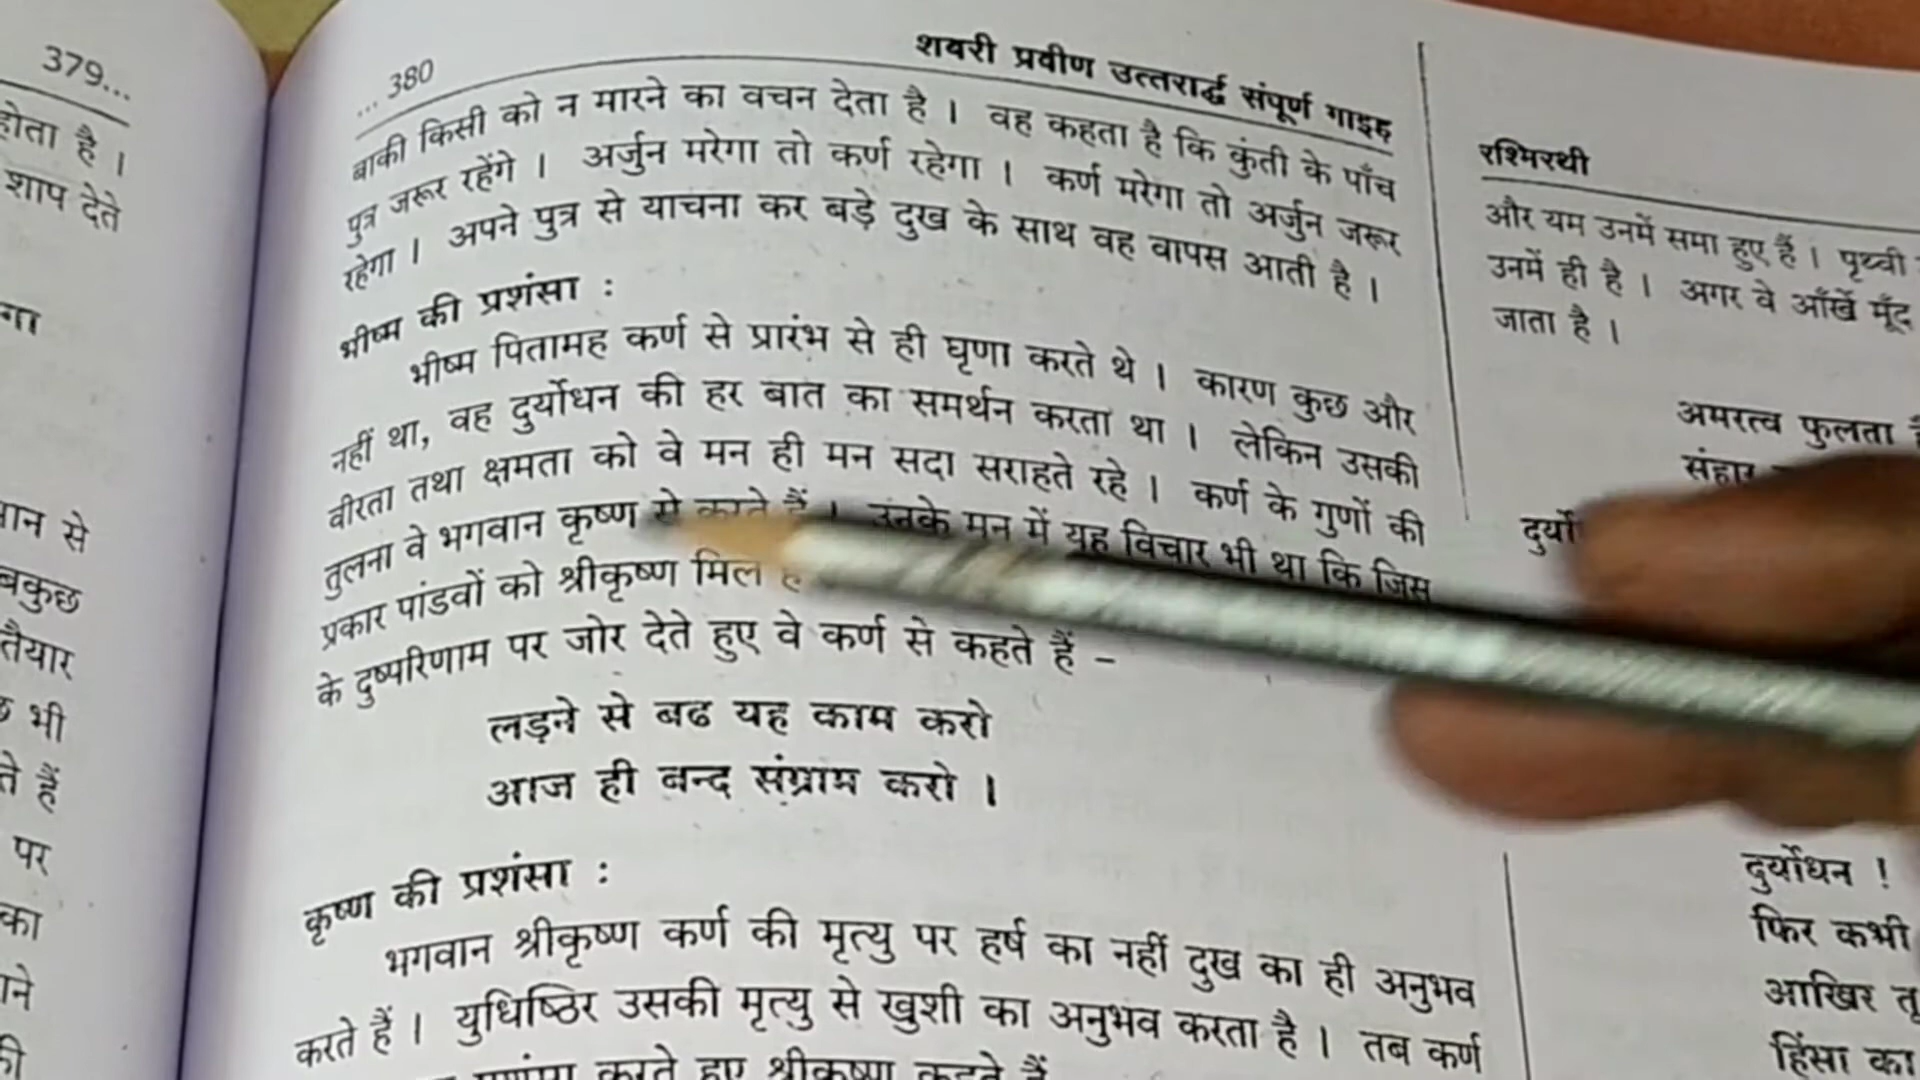 379...
होता है ।
शाप देते
गा
मान से
बकुछ
तैयार
भी
ते हैं
पर
का
ाने
की
... 380
शबरी प्रवीण उत्तरार्द्ध संपूर्ण गाइड
बाकी किसी को न मारने का वचन देता है । वह कहता है कि कुंती के पाँच
पुत्र जरूर रहेंगे । अर्जुन मरेगा तो कर्ण रहेगा । कर्ण मरेगा तो अर्जुन जरूर
रहेगा । अपने पुत्र से याचना कर बड़े दुख के साथ वह वापस आती है ।
भीष्म की प्रशंसा :
भीष्म पितामह कर्ण से प्रारंभ से ही घृणा करते थे । कारण कुछ और
नहीं था, वह दुर्योधन की हर बात का समर्थन करता था । लेकिन उसकी
वीरता तथा क्षमता को वे मन ही मन सदा सराहते रहे । कर्ण के गुणों की
तुलना वे भगवान कृष्ण से करते हैं । उनके मन में यह विचार भी था कि जिस
प्रकार पांडवों को श्रीकृष्ण मिले
के दुष्परिणाम पर जोर देते हुए वे कर्ण से कहते हैं –
लड़ने से बढ यह काम करो
आज ही बन्द संग्राम करो ।
कृष्ण की प्रशंसा :
भगवान श्रीकृष्ण कर्ण की मृत्यु पर हर्ष का नहीं दुख का ही अनुभव
करते हैं । युधिष्ठिर उसकी मृत्यु से खुशी का अनुभव करता है । तब कर्ण
प्रशंसा करते हुए श्रीकृष्ण कहते हैं
रश्मिरथी
और यम उनमें समा हुए हैं । पृथ्वी
उनमें ही है । अगर वे आँखें मूँद
जाता है ।
अमरत्व फुलता
संहार
दुर्यो
दुर्योधन !
फिर कभी
आखिर तू
हिंसा का